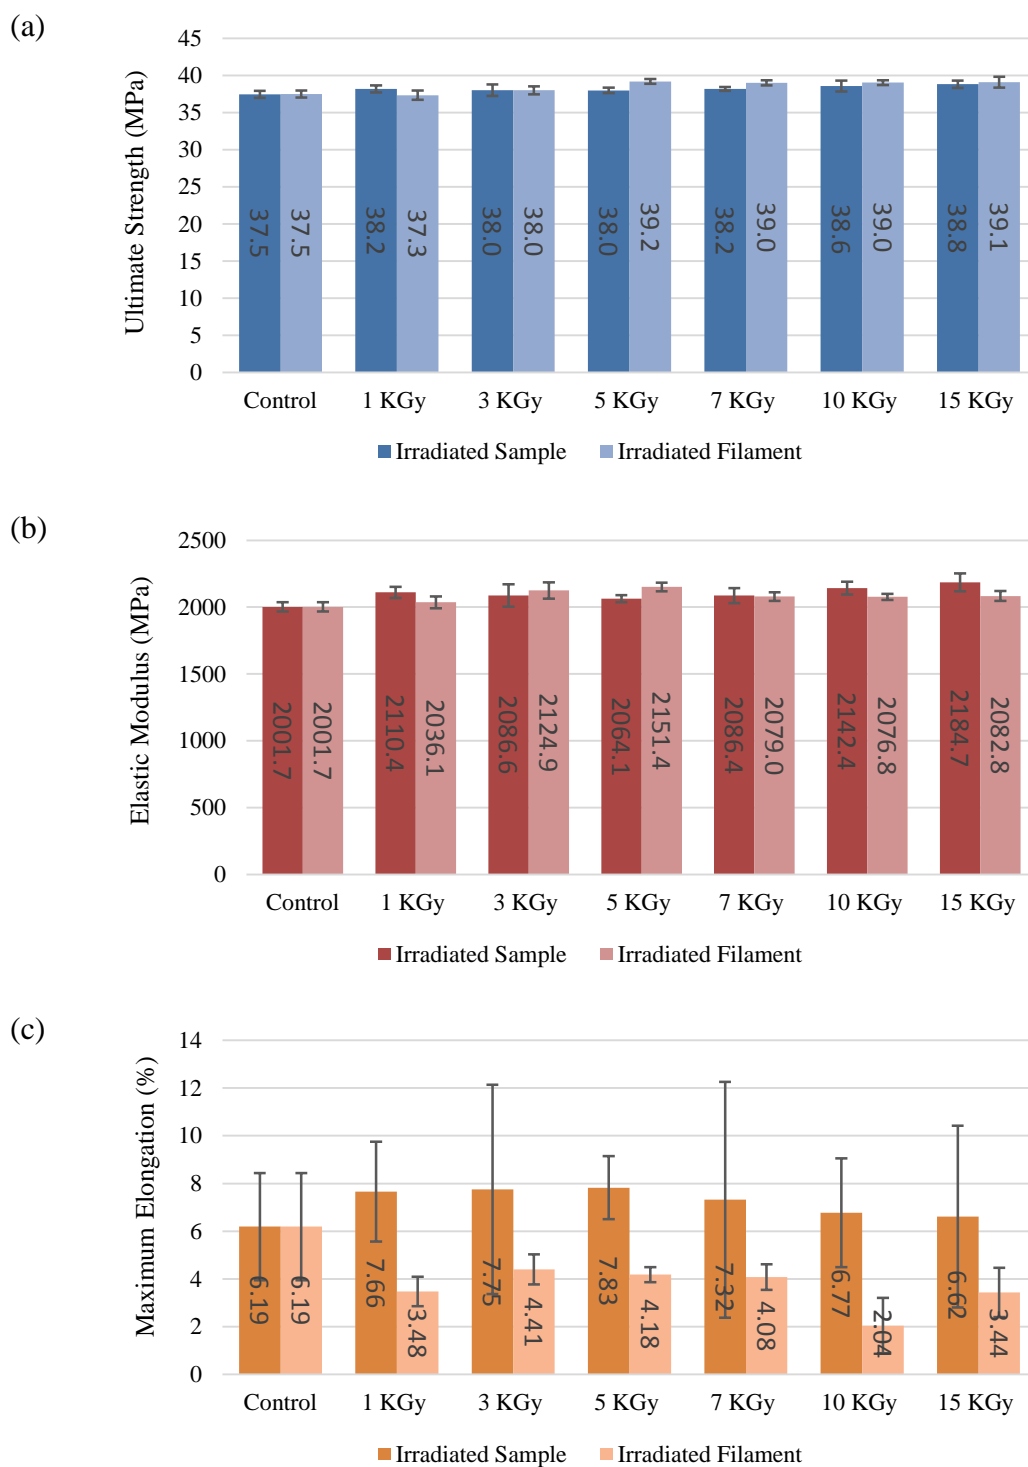 (a)
Ultimate Strength (MPa)
45
40
35
30
25
20
15
10
5
0
37.5 37.5 38.2 37.3 38.0 38.0 38.0 39.2 38.2 39.0 38.6 39.0 38.8 39.1
Control 1 KGy 3 KGy 5 KGy 7 KGy 10 KGy 15 KGy
Irradiated Sample Irradiated Filament
(b)
Elastic Modulus (MPa)
2500
2000
1500
1000
500
0
2001.7 2001.7 2110.4 2036.1 2086.6 2124.9 2064.1 2151.4 2086.4 2079.0 2142.4 2076.8 2184.7 2082.8
Control 1 KGy 3 KGy 5 KGy 7 KGy 10 KGy 15 KGy
Irradiated Sample Irradiated Filament
(c)
Maximum Elongation (%)
14
12
10
8
6
4
2
0
6.19 6.19 7.66 3.48 7.75 4.41 7.83 4.18 7.32 4.08 6.77 2.04 6.62 3.44
Control 1 KGy 3 KGy 5 KGy 7 KGy 10 KGy 15 KGy
Irradiated Sample Irradiated Filament